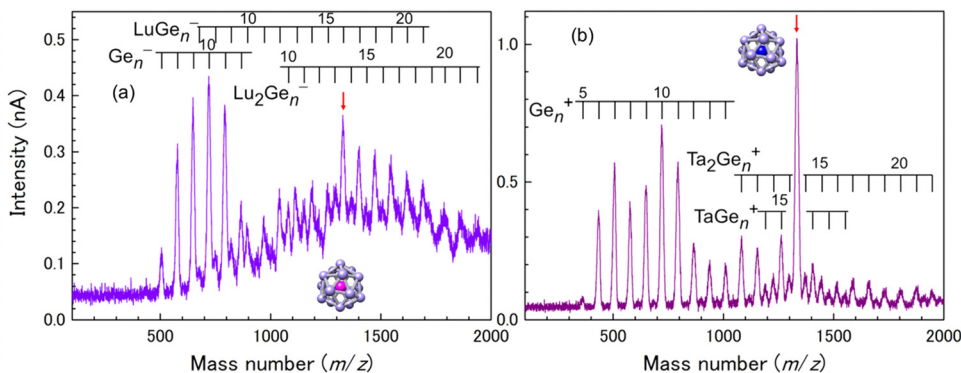 LuGeₙ⁻ 10 15 20
Geₙ⁻ 10
10 15 20
Lu₂Geₙ⁻
(a)
0.5
0.4
0.3
0.2
0.1
0.0
Intensity (nA)
500 1000 1500 2000
Mass number (m/z)
(b)
1.0
0.5
0.0
5 10
Geₙ⁺
Ta₂Geₙ⁺ 15 20
TaGeₙ⁺ 15
500 1000 1500 2000
Mass number (m/z)